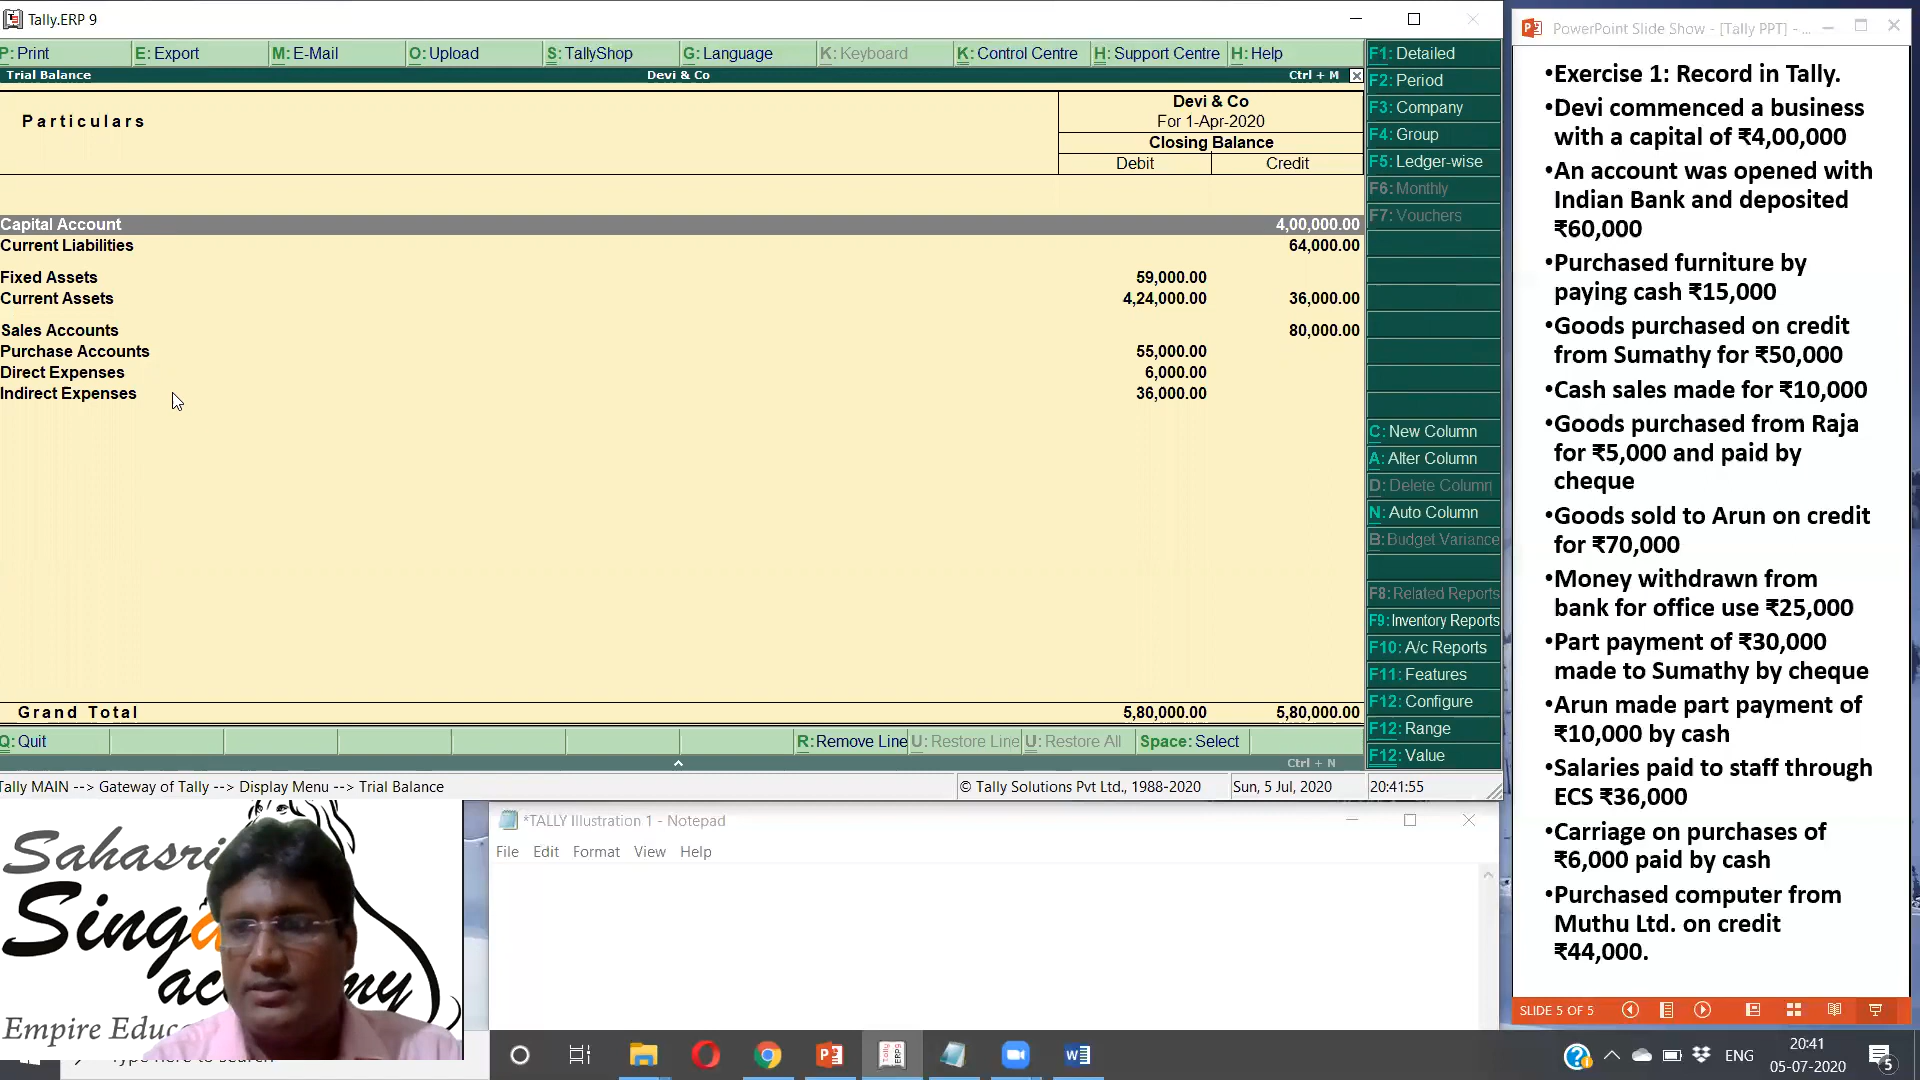 Tally.ERP 9
P: Print E: Export M: E-Mail O: Upload S: TallyShop G: Language K: Keyboard K: Control Centre H: Support Centre H: Help
Trial Balance Devi & Co Ctrl + M
Particulars
Devi & Co
For 1-Apr-2020
Closing Balance
Debit Credit
Capital Account 4,00,000.00
Current Liabilities 64,000.00
Fixed Assets 59,000.00
Current Assets 4,24,000.00 36,000.00
Sales Accounts 80,000.00
Purchase Accounts 55,000.00
Direct Expenses 6,000.00
Indirect Expenses 36,000.00
Grand Total 5,80,000.00 5,80,000.00
Q: Quit R: Remove Line U: Restore Line U: Restore All Space: Select
Ctrl + N
Tally MAIN --> Gateway of Tally --> Display Menu --> Trial Balance © Tally Solutions Pvt Ltd., 1988-2020 Sun, 5 Jul, 2020 20:41:55
F1: Detailed
F2: Period
F3: Company
F4: Group
F5: Ledger-wise
F6: Monthly
F7: Vouchers
C: New Column
A: Alter Column
D: Delete Column
N: Auto Column
B: Budget Variance
F8: Related Reports
F9: Inventory Reports
F10: A/c Reports
F11: Features
F12: Configure
F12: Range
F12: Value
PowerPoint Slide Show - [Tally PPT] - ...
•Exercise 1: Record in Tally.
•Devi commenced a business
with a capital of ₹4,00,000
•An account was opened with
Indian Bank and deposited
₹60,000
•Purchased furniture by
paying cash ₹15,000
•Goods purchased on credit
from Sumathy for ₹50,000
•Cash sales made for ₹10,000
•Goods purchased from Raja
for ₹5,000 and paid by
cheque
•Goods sold to Arun on credit
for ₹70,000
•Money withdrawn from
bank for office use ₹25,000
•Part payment of ₹30,000
made to Sumathy by cheque
•Arun made part payment of
₹10,000 by cash
•Salaries paid to staff through
ECS ₹36,000
•Carriage on purchases of
₹6,000 paid by cash
•Purchased computer from
Muthu Ltd. on credit
₹44,000.
SLIDE 5 OF 5
*TALLY Illustration 1 - Notepad
File Edit Format View Help
Empire
ENG
20:41
05-07-2020
5